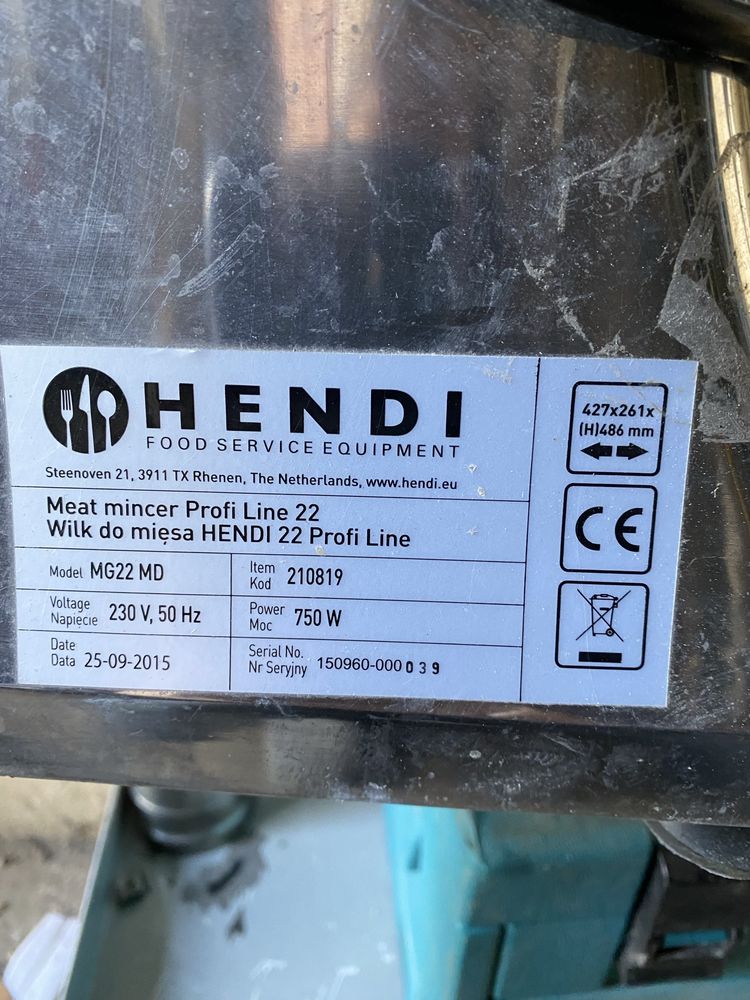 HENDI
FOOD SERVICE EQUIPMENT
Steenoven 21, 3911 TX Rhenen, The Netherlands, www.hendi.eu
Meat mincer Profi Line 22
Wilk do mięsa HENDI 22 Profi Line
Model MG22 MD
Item
Kod 210819
Voltage
Napięcie 230 V, 50 Hz
Power
Moc 750 W
Date
Data 25-09-2015
Serial No.
Nr Seryjny 150960-000 039
427x261x
(H)486 mm
CE